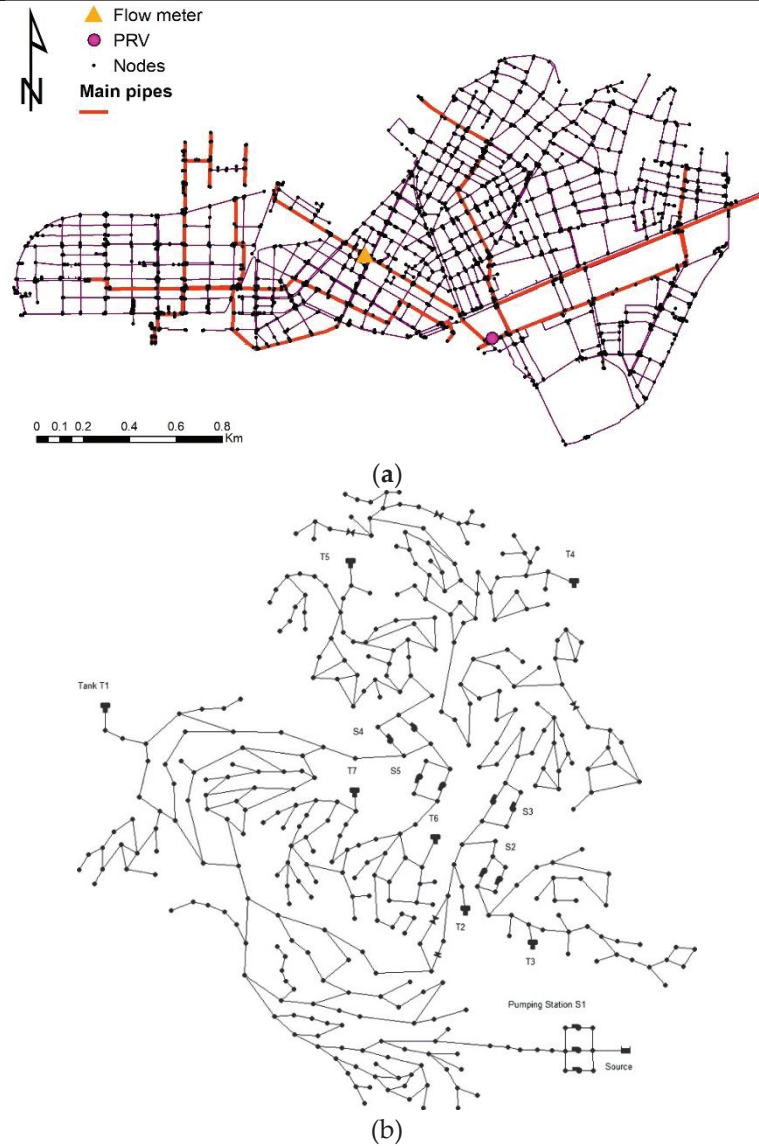 Flow meter
PRV
Nodes
Main pipes
N
0 0.1 0.2 0.4 0.6 0.8
Km
(a)
T5
T4
Tank T1
S4
T7
S5
S3
T6
S2
T2
T3
Pumping Station S1
Source
(b)